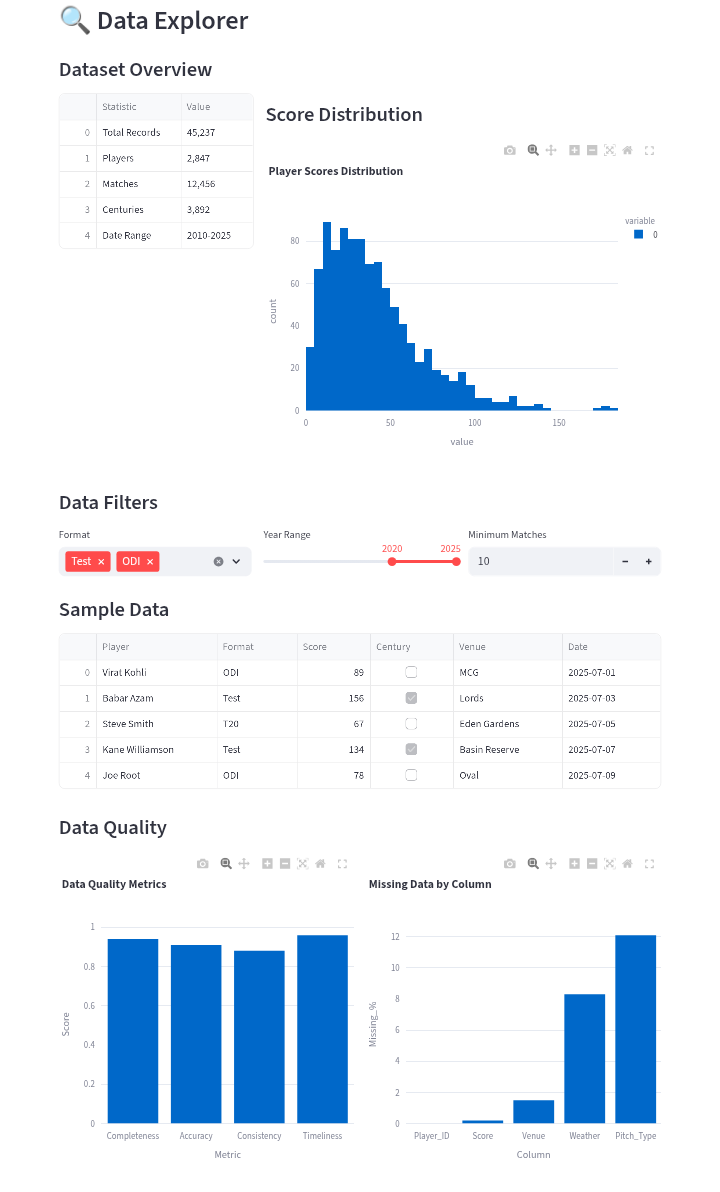 🔍 Data Explorer
Dataset Overview
Statistic Value
0 Total Records 45,237
1 Players 2,847
2 Matches 12,456
3 Centuries 3,892
4 Date Range 2010-2025
Score Distribution
Player Scores Distribution
variable
0
80
60
40
20
0
count
0 50 100 150
value
Data Filters
Format
Test × ODI ×
Year Range
2020 2025
Minimum Matches
10 − +
Sample Data
Player Format Score Century Venue Date
0 Virat Kohli ODI 89 MCG 2025-07-01
1 Babar Azam Test 156 Lords 2025-07-03
2 Steve Smith T20 67 Eden Gardens 2025-07-05
3 Kane Williamson Test 134 Basin Reserve 2025-07-07
4 Joe Root ODI 78 Oval 2025-07-09
Data Quality
Data Quality Metrics
1
0.8
0.6
0.4
0.2
0
Score
Completeness Accuracy Consistency Timeliness
Metric
Missing Data by Column
12
10
8
6
4
2
0
Missing_%
Player_ID Score Venue Weather Pitch_Type
Column